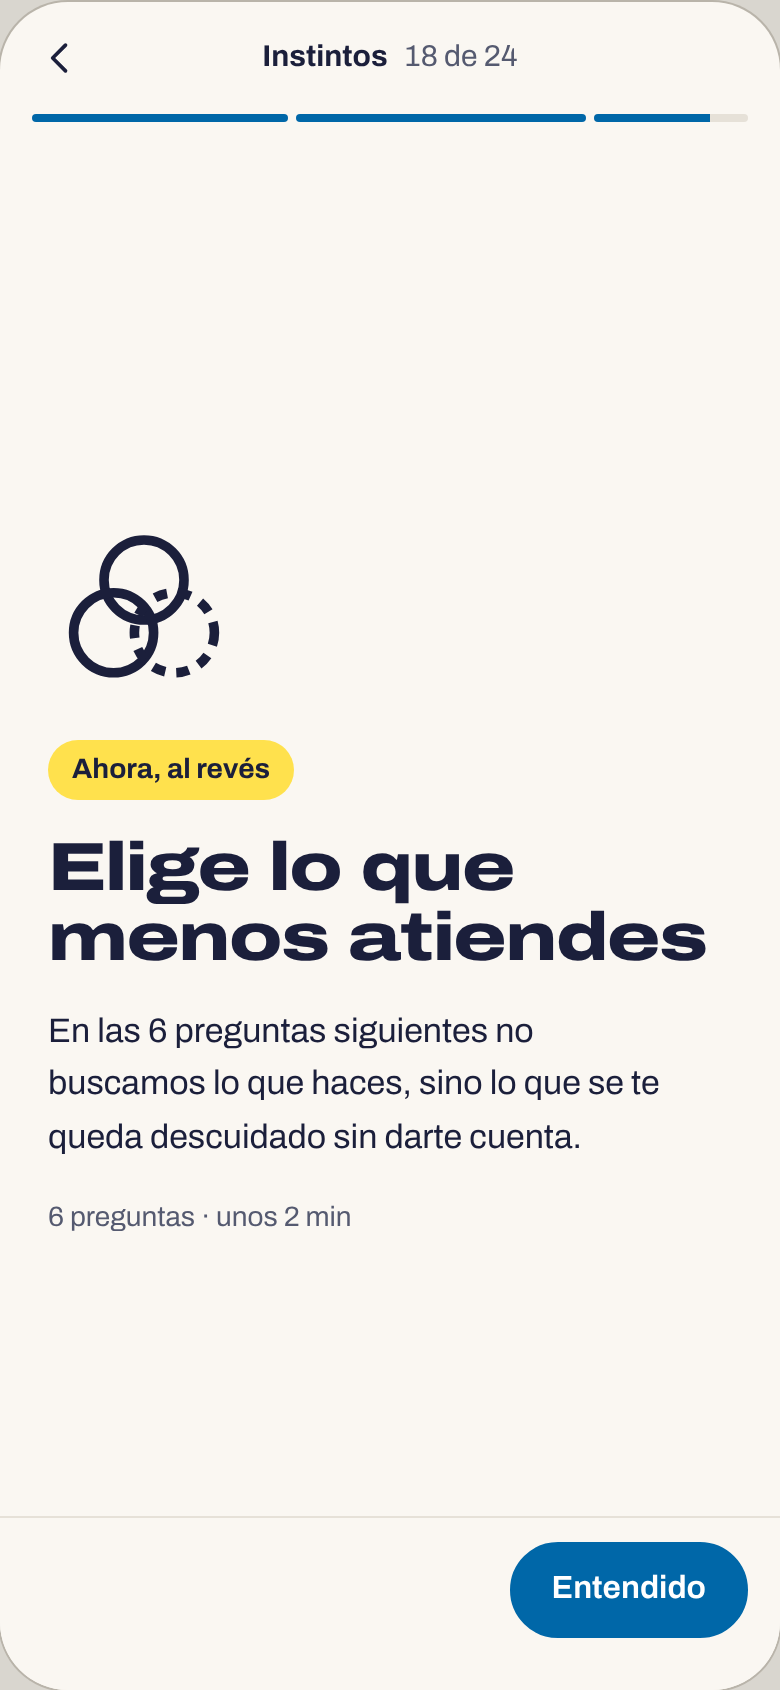 Instintos 18 de 24
Ahora, al revés
Elige lo que
menos atiendes
En las 6 preguntas siguientes no
buscamos lo que haces, sino lo que se te
queda descuidado sin darte cuenta.
6 preguntas · unos 2 min
Entendido